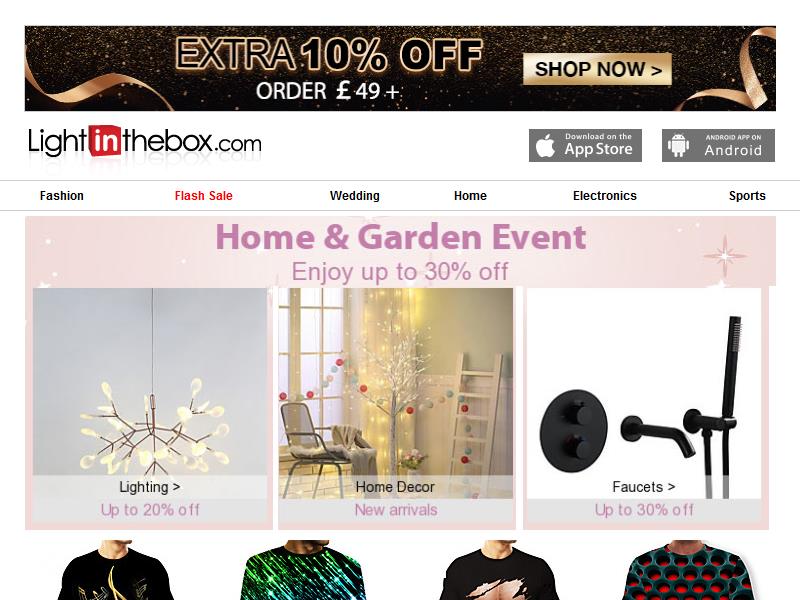 EXTRA 10% OFF
ORDER £ 49 +
SHOP NOW >
Lightinthebox.com
Download on the
App Store
ANDROID APP ON
Android
Fashion
Flash Sale
Wedding
Home
Electronics
Sports
Home & Garden Event
Enjoy up to 30% off
Lighting >
Up to 20% off
Home Decor
New arrivals
Faucets >
Up to 30% off